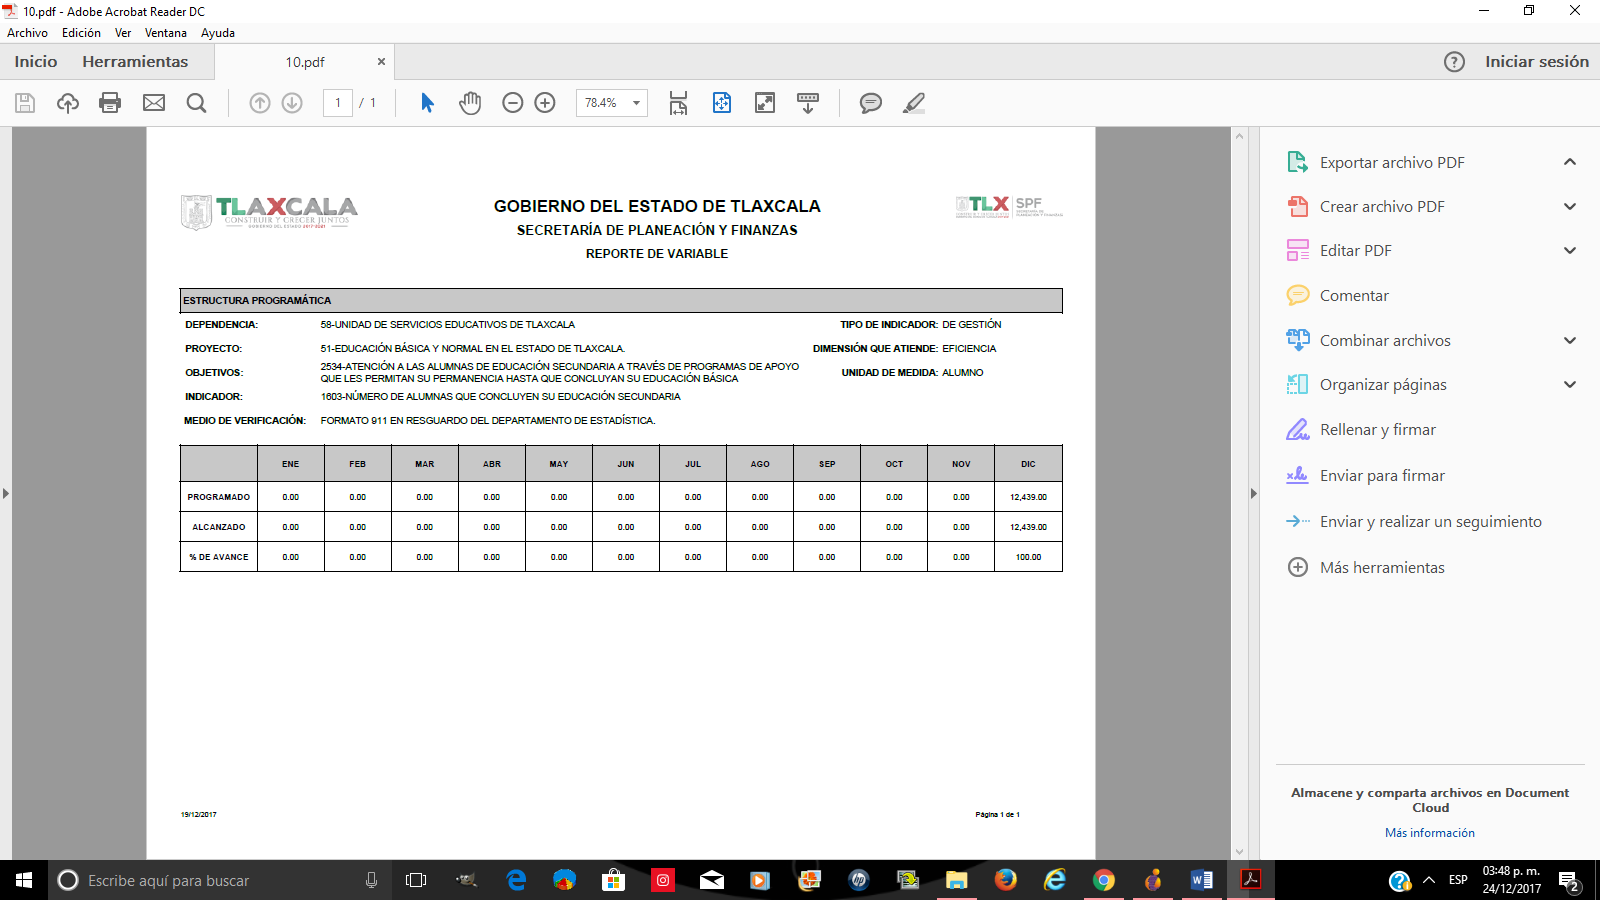 10.pdf - Adobe Acrobat Reader DC
Archivo Edición Ver Ventana Ayuda
Inicio Herramientas 10.pdf × Iniciar sesión
1 / 1 78.4%
TLAXCALA
CONSTRUIR Y CRECER JUNTOS
GOBIERNO DEL ESTADO 2017-2021
GOBIERNO DEL ESTADO DE TLAXCALA
SECRETARÍA DE PLANEACIÓN Y FINANZAS
REPORTE DE VARIABLE
TLX SPF
ESTRUCTURA PROGRAMÁTICA
DEPENDENCIA: 58-UNIDAD DE SERVICIOS EDUCATIVOS DE TLAXCALA TIPO DE INDICADOR: DE GESTIÓN
PROYECTO: 51-EDUCACIÓN BÁSICA Y NORMAL EN EL ESTADO DE TLAXCALA. DIMENSIÓN QUE ATIENDE: EFICIENCIA
OBJETIVOS: 2534-ATENCIÓN A LAS ALUMNAS DE EDUCACIÓN SECUNDARIA A TRAVÉS DE PROGRAMAS DE APOYO
QUE LES PERMITAN SU PERMANENCIA HASTA QUE CONCLUYAN SU EDUCACIÓN BÁSICA UNIDAD DE MEDIDA: ALUMNO
INDICADOR: 1603-NÚMERO DE ALUMNAS QUE CONCLUYEN SU EDUCACIÓN SECUNDARIA
MEDIO DE VERIFICACIÓN: FORMATO 911 EN RESGUARDO DEL DEPARTAMENTO DE ESTADÍSTICA.
ENE FEB MAR ABR MAY JUN JUL AGO SEP OCT NOV DIC
PROGRAMADO 0.00 0.00 0.00 0.00 0.00 0.00 0.00 0.00 0.00 0.00 0.00 12,439.00
ALCANZADO 0.00 0.00 0.00 0.00 0.00 0.00 0.00 0.00 0.00 0.00 0.00 12,439.00
% DE AVANCE 0.00 0.00 0.00 0.00 0.00 0.00 0.00 0.00 0.00 0.00 0.00 100.00
19/12/2017 Página 1 de 1
Exportar archivo PDF
Crear archivo PDF
Editar PDF
Comentar
Combinar archivos
Organizar páginas
Rellenar y firmar
Enviar para firmar
Enviar y realizar un seguimiento
Más herramientas
Almacene y comparta archivos en Document
Cloud
Más información
Escribe aquí para buscar
ESP
03:48 p. m.
24/12/2017
2